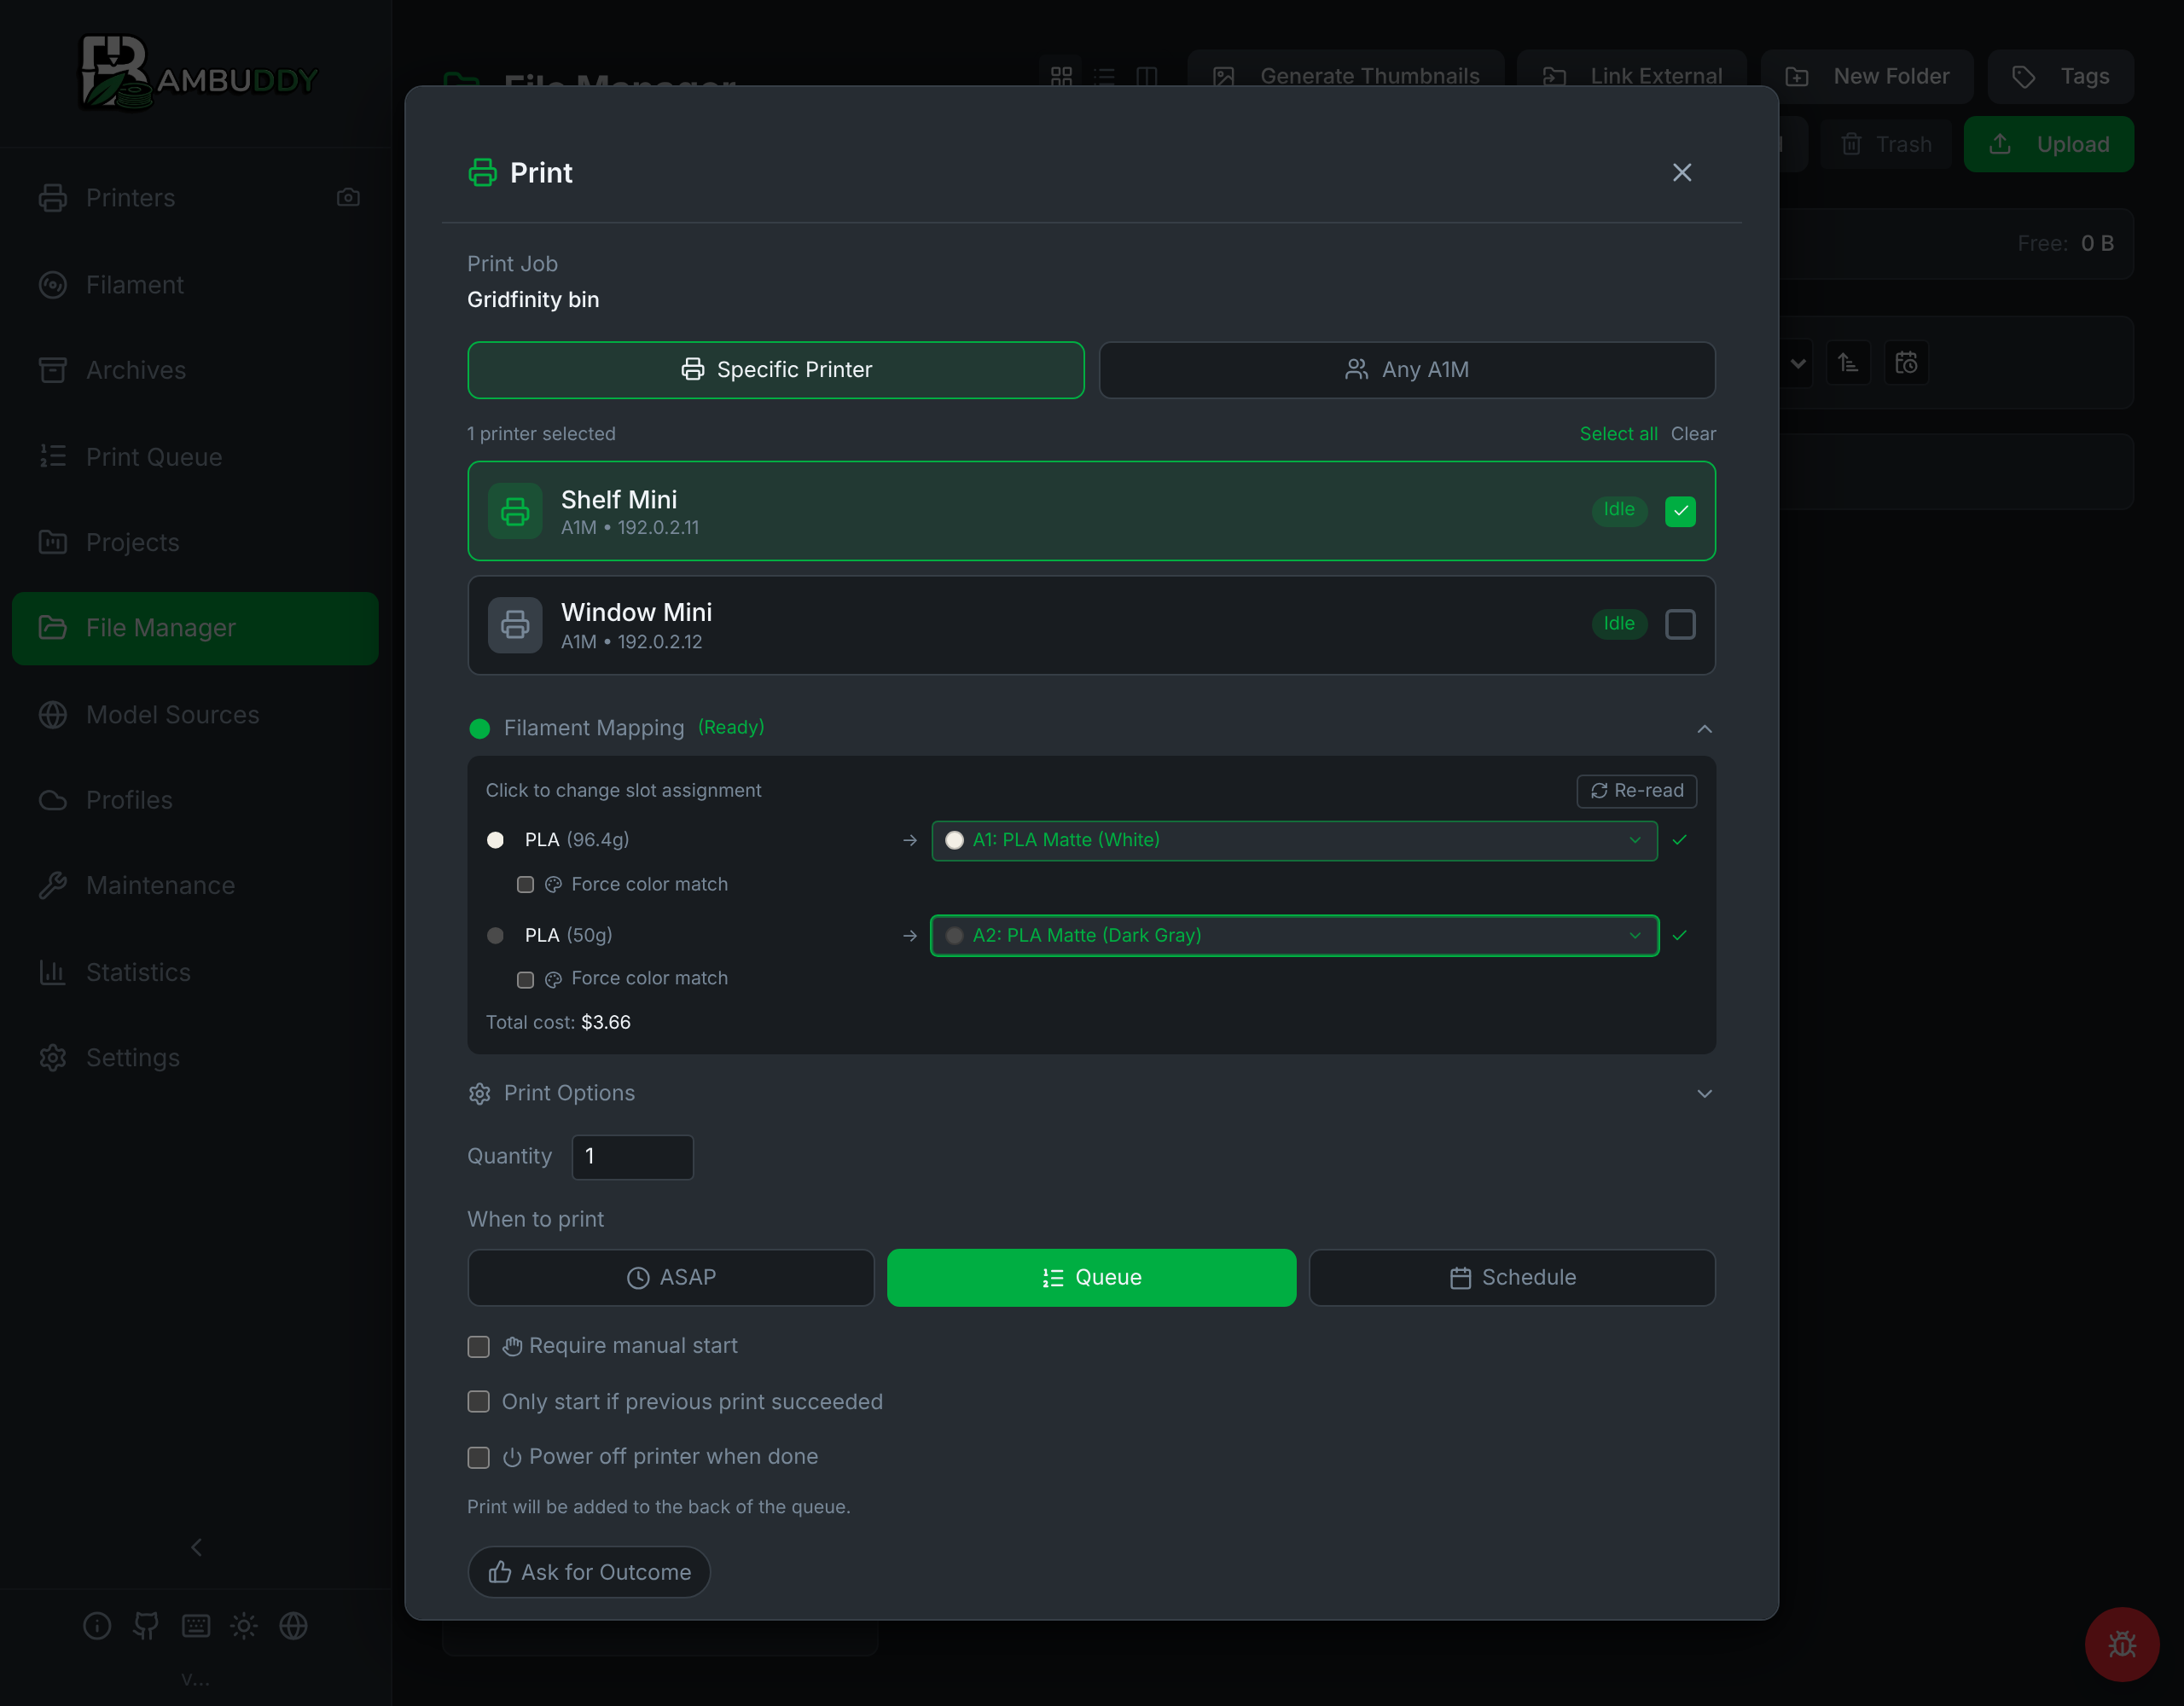 BAMBUDDY
Printers
Filament
Archives
Print Queue
Projects
File Manager
Model Sources
Profiles
Maintenance
Statistics
Settings
V...
File Manager
Generate Thumbnails
Link External
New Folder
Tags
Trash
Upload
Free: 0 B
Print
Print Job
Gridfinity bin
Specific Printer
Any A1M
1 printer selected
Select all Clear
Shelf Mini
A1M • 192.0.2.11
Idle
Window Mini
A1M • 192.0.2.12
Idle
Filament Mapping (Ready)
Click to change slot assignment
Re-read
PLA (96.4g) → A1: PLA Matte (White)
Force color match
PLA (50g) → A2: PLA Matte (Dark Gray)
Force color match
Total cost: $3.66
Print Options
Quantity 1
When to print
ASAP
Queue
Schedule
Require manual start
Only start if previous print succeeded
Power off printer when done
Print will be added to the back of the queue.
Ask for Outcome